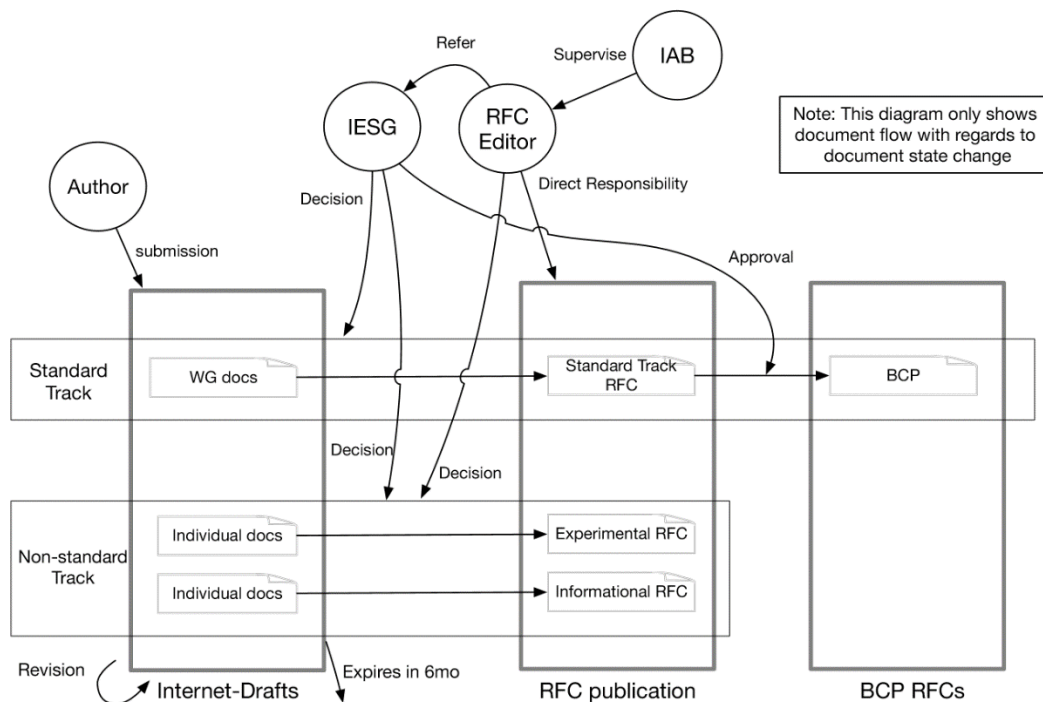 Refer
Supervise
IAB
IESG
RFC
Editor
Note: This diagram only shows
document flow with regards to
document state change
Author
Decision
Direct Responsibility
submission
Approval
Standard
Track
WG docs
Standard Track
RFC
BCP
Decision
Decision
Non-standard
Track
Individual docs
Experimental RFC
Individual docs
Informational RFC
Revision
Expires in 6mo
Internet-Drafts
RFC publication
BCP RFCs